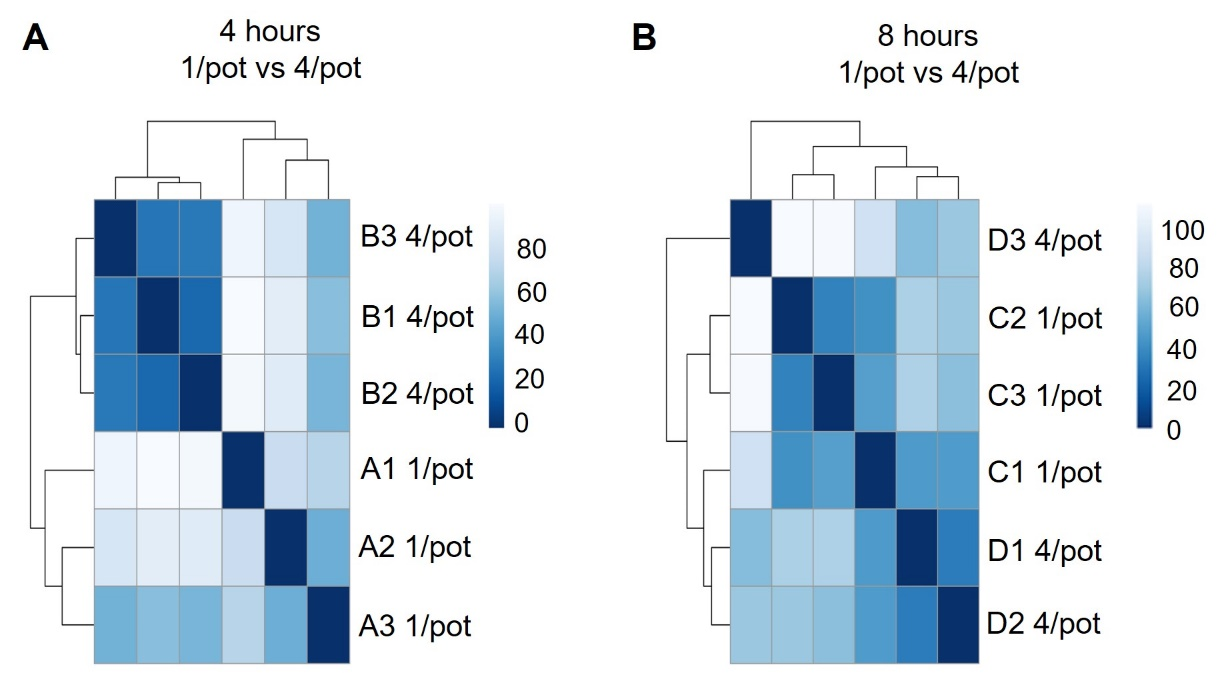 A
4 hours
1/pot vs 4/pot
B3 4/pot
B1 4/pot
B2 4/pot
A1 1/pot
A2 1/pot
A3 1/pot
80
60
40
20
0
B
8 hours
1/pot vs 4/pot
D3 4/pot
C2 1/pot
C3 1/pot
C1 1/pot
D1 4/pot
D2 4/pot
100
80
60
40
20
0